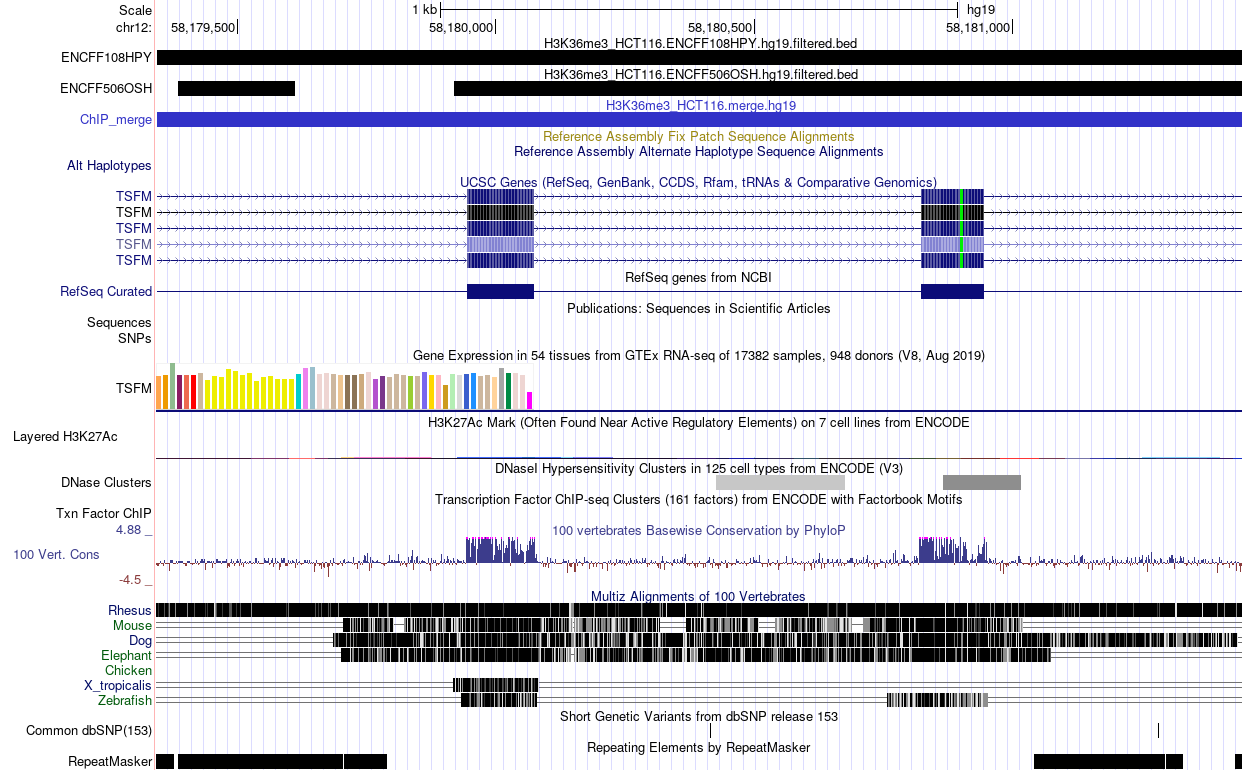 Scale 1 kb hg19
chr12: 58,179,500 58,180,000 58,180,500 58,181,000
H3K36me3_HCT116.ENCFF108HPY.hg19.filtered.bed
ENCFF108HPY
H3K36me3_HCT116.ENCFF506OSH.hg19.filtered.bed
ENCFF506OSH
H3K36me3_HCT116.merge.hg19
ChIP_merge
Reference Assembly Fix Patch Sequence Alignments
Reference Assembly Alternate Haplotype Sequence Alignments
Alt Haplotypes
UCSC Genes (RefSeq, GenBank, CCDS, Rfam, tRNAs & Comparative Genomics)
TSFM
TSFM
TSFM
TSFM
TSFM
RefSeq genes from NCBI
RefSeq Curated
Publications: Sequences in Scientific Articles
Sequences
SNPs
Gene Expression in 54 tissues from GTEx RNA-seq of 17382 samples, 948 donors (V8, Aug 2019)
TSFM
H3K27Ac Mark (Often Found Near Active Regulatory Elements) on 7 cell lines from ENCODE
Layered H3K27Ac
DNaseI Hypersensitivity Clusters in 125 cell types from ENCODE (V3)
DNase Clusters
Transcription Factor ChIP-seq Clusters (161 factors) from ENCODE with Factorbook Motifs
Txn Factor ChIP
4.88 _ 100 vertebrates Basewise Conservation by PhyloP
100 Vert. Cons
-4.5 _
Multiz Alignments of 100 Vertebrates
Rhesus
Mouse
Dog
Elephant
Chicken
X_tropicalis
Zebrafish
Short Genetic Variants from dbSNP release 153
Common dbSNP(153)
Repeating Elements by RepeatMasker
RepeatMasker